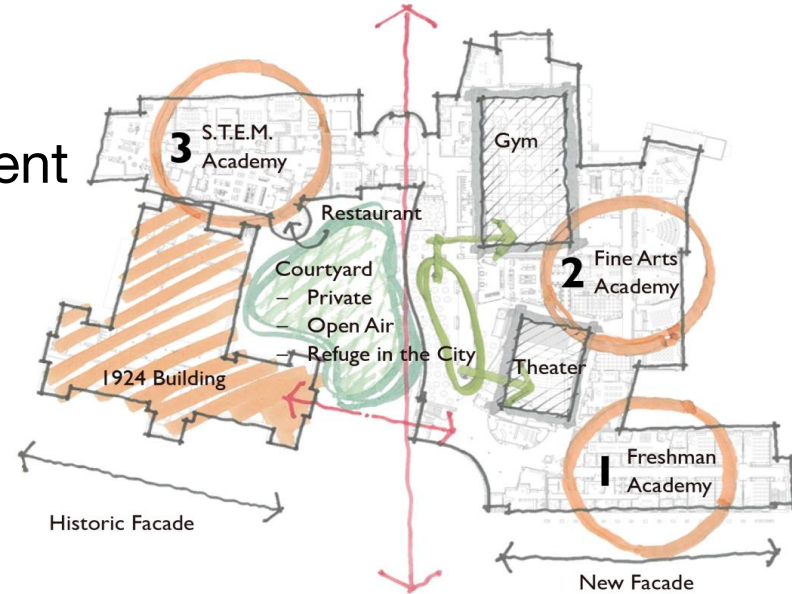 ent
3 S.T.E.M.
Academy
Gym
Restaurant
Courtyard
– Private
– Open Air
– Refuge in the City
2 Fine Arts
Academy
Theater
1924 Building
1 Freshman
Academy
Historic Facade
New Facade